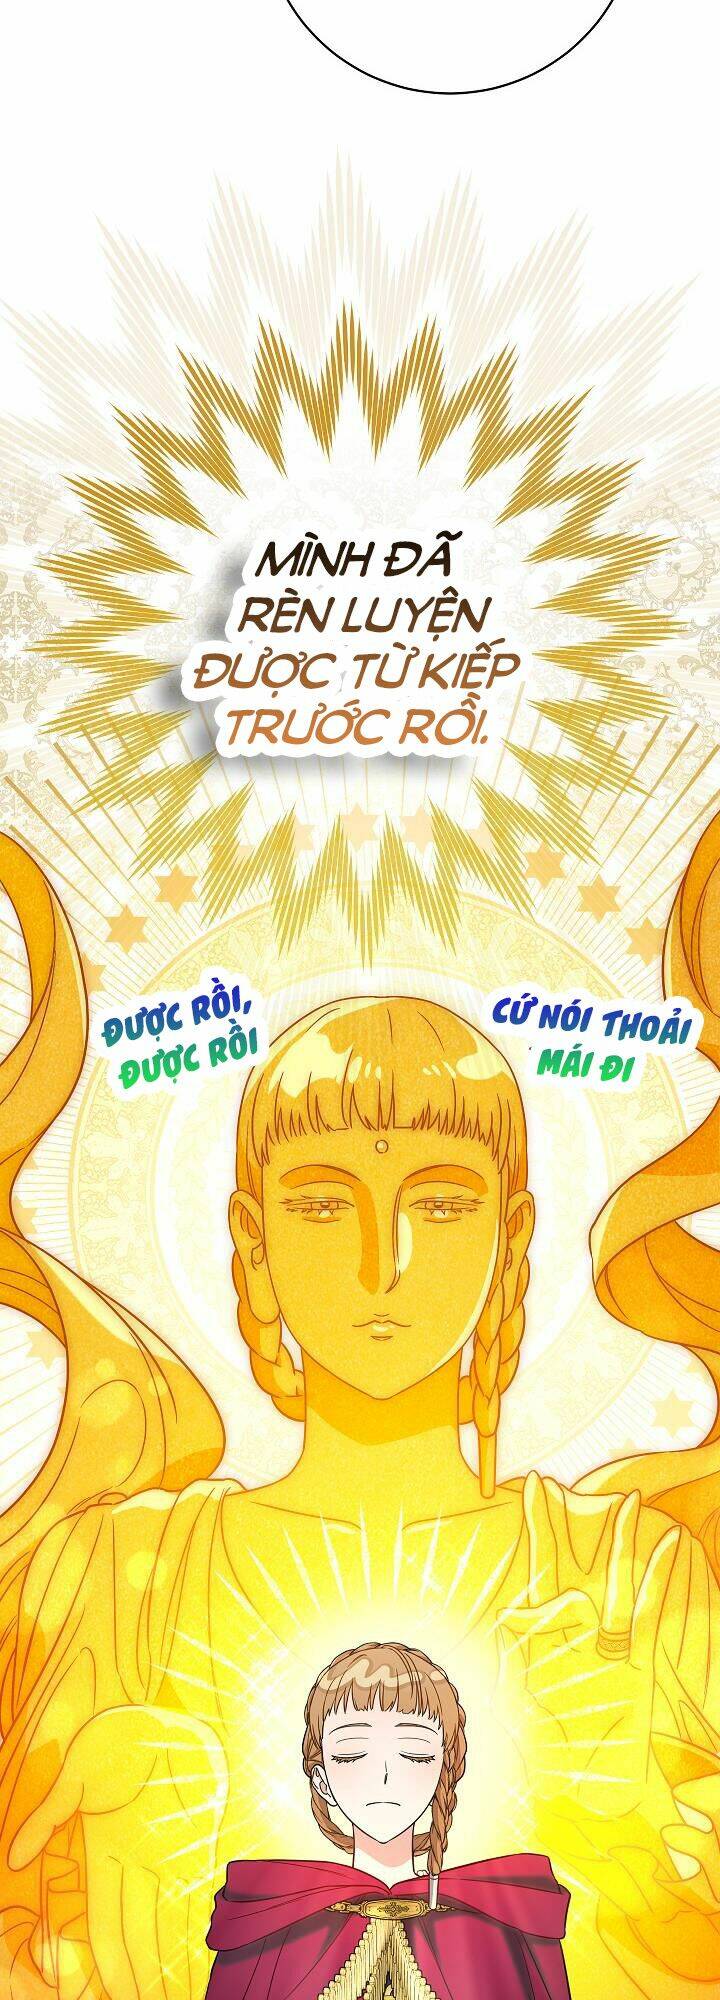 MÌNH ĐÃ
RÈN LUYỆN
ĐƯỢC TỪ KIẾP
TRƯỚC RỒI.
ĐƯỢC RỒI,
ĐƯỢC RỒI
CỨ NÓI THOẢI
MÁI ĐI